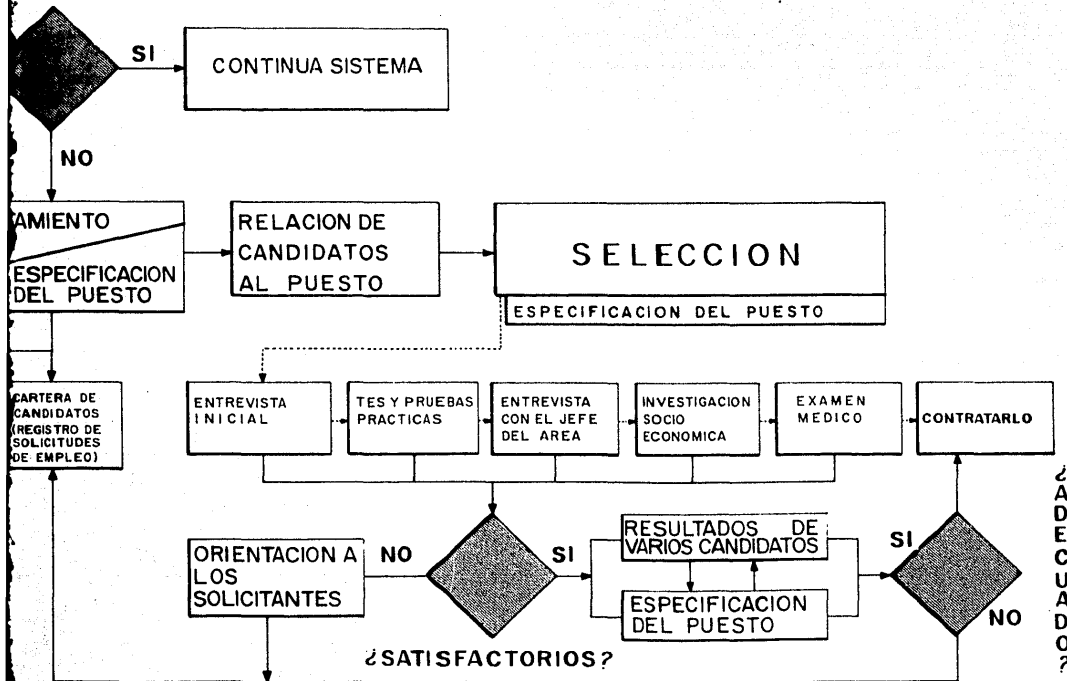 SI
CONTINUA SISTEMA
NO
AMIENTO
ESPECIFICACION
DEL PUESTO
RELACION DE
CANDIDATOS
AL PUESTO
SELECCION
ESPECIFICACION DEL PUESTO
CARTERA DE
CANDIDATOS
(REGISTRO DE
SOLICITUDES
DE EMPLEO)
ENTREVISTA
INICIAL
TES Y PRUEBAS
PRACTICAS
ENTREVISTA
CON EL JEFE
DEL AREA
INVESTIGACION
SOCIO
ECONOMICA
EXAMEN
MEDICO
CONTRATARLO
ORIENTACION A
LOS
SOLICITANTES
NO
SI
RESULTADOS DE
VARIOS CANDIDATOS
ESPECIFICACION
DEL PUESTO
SI
NO
¿ADECUADO?
¿SATISFACTORIOS?